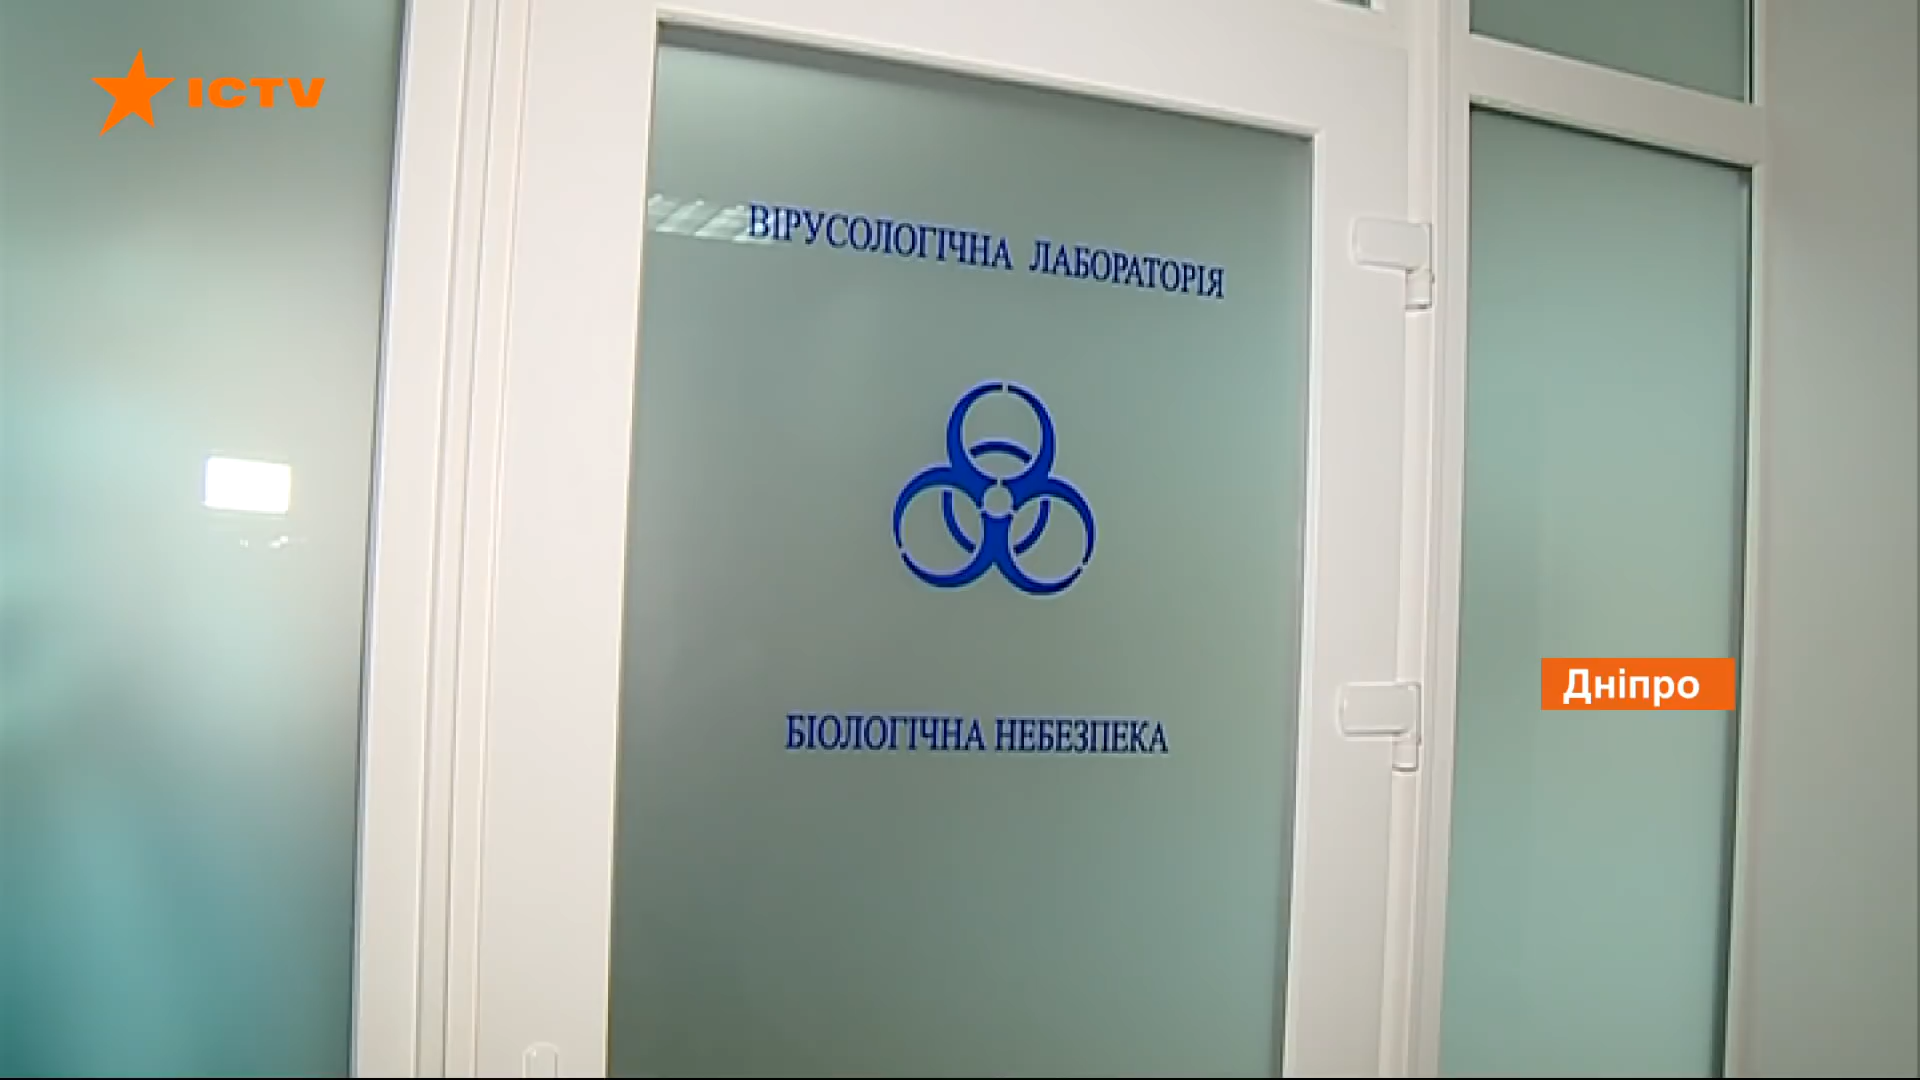 ICTV
ВІРУСОЛОГІЧНА ЛАБОРАТОРІЯ
БІОЛОГІЧНА НЕБЕЗПЕКА
Дніпро